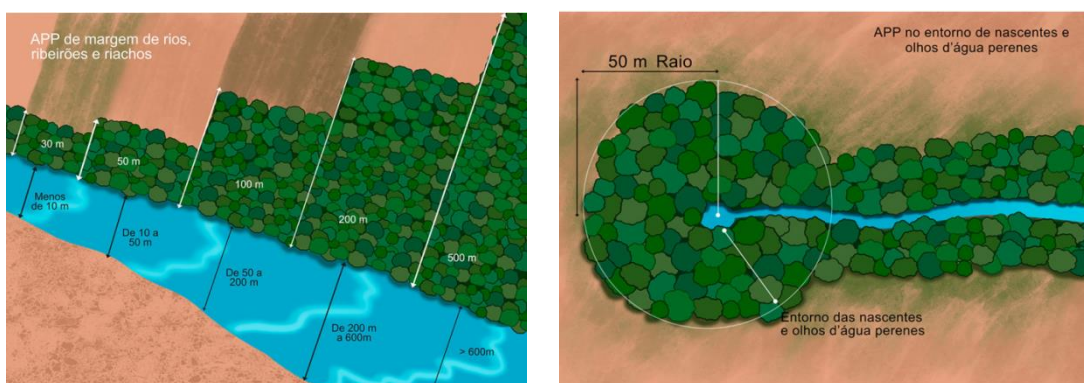 APP de margem de rios,
ribeirões e riachos
30 m
50 m
100 m
200 m
500 m
Menos
de 10 m
De 10 a
50 m
De 50 a
200 m
De 200 m
a 600m
> 600m
APP no entorno de nascentes e
olhos d'água perenes
50 m Raio
Entorno das nascentes
e olhos d'água perenes